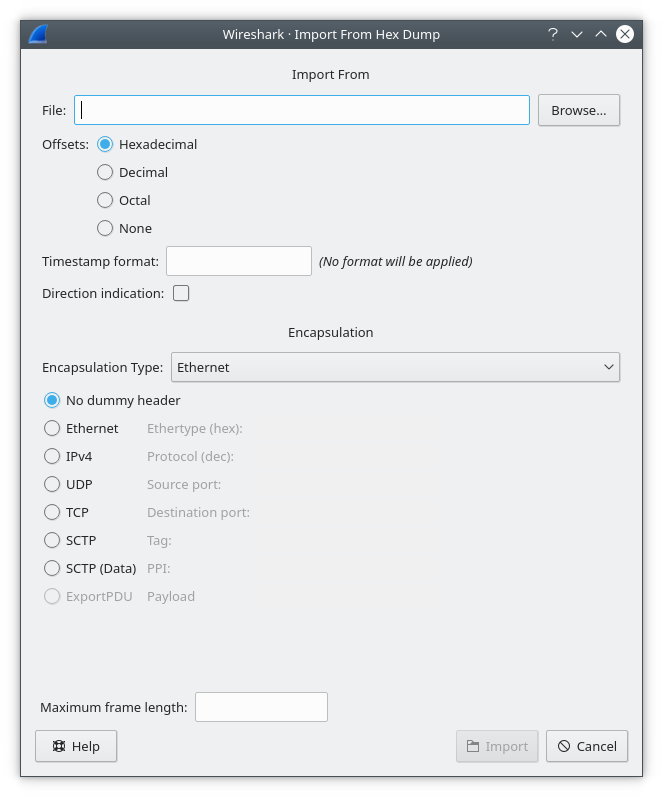 Wireshark · Import From Hex Dump
Import From
File: Browse...
Offsets: Hexadecimal
Decimal
Octal
None
Timestamp format: (No format will be applied)
Direction indication:
Encapsulation
Encapsulation Type: Ethernet
No dummy header
Ethernet Ethertype (hex):
IPv4 Protocol (dec):
UDP Source port:
TCP Destination port:
SCTP Tag:
SCTP (Data) PPI:
ExportPDU Payload
Maximum frame length:
Help Import Cancel